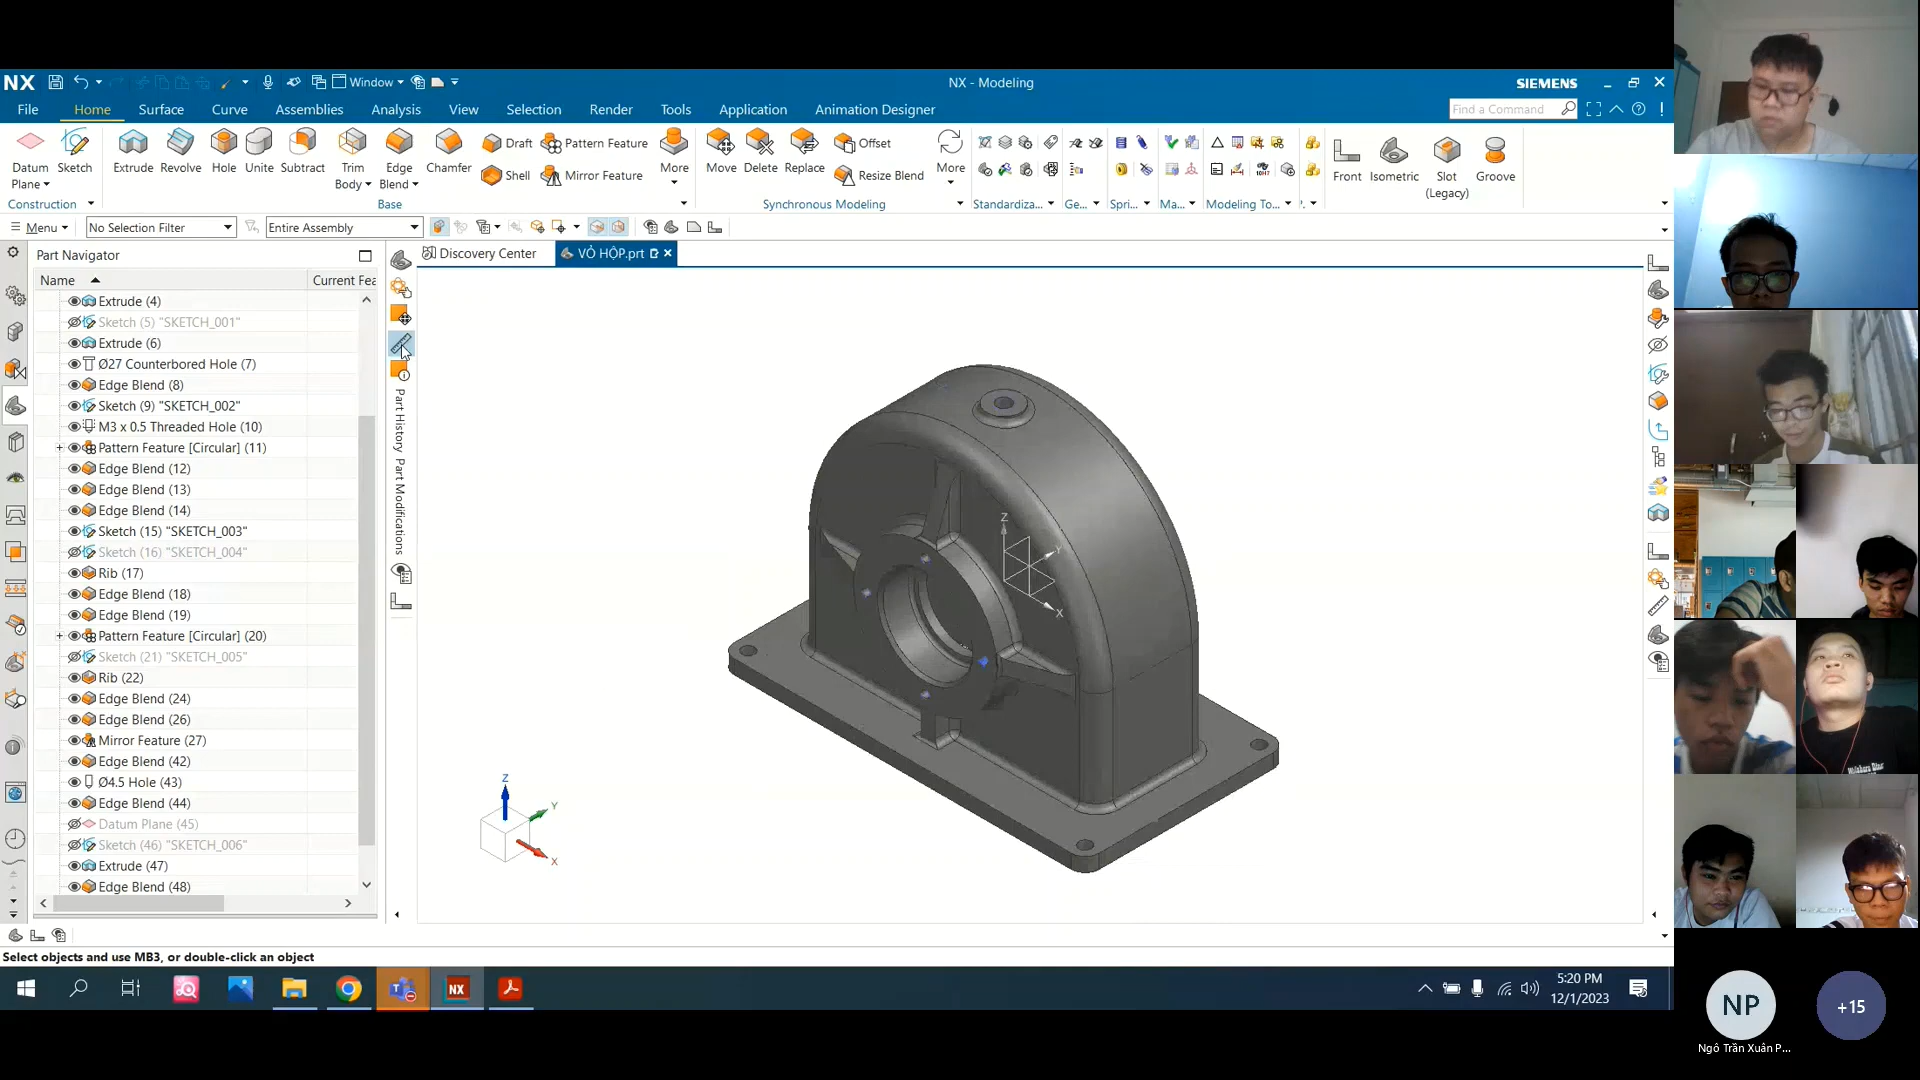 NX
Window
NX - Modeling
SIEMENS
File
Home
Surface
Curve
Assemblies
Analysis
View
Selection
Render
Tools
Application
Animation Designer
Find a Command
Datum Plane
Sketch
Extrude
Revolve
Hole
Unite
Subtract
Trim Body
Edge Blend
Chamfer
Draft
Shell
Pattern Feature
Mirror Feature
More
Move
Delete
Replace
Offset
Resize Blend
More
Front
Isometric
Slot (Legacy)
Groove
Construction
Base
Synchronous Modeling
Standardiza...
Ge...
Spri...
Ma...
Modeling To...
Menu
No Selection Filter
Entire Assembly
Part Navigator
Discovery Center
VỎ HỘP.prt
Name
Current Fea
Extrude (4)
Sketch (5) "SKETCH_001"
Extrude (6)
Ø27 Counterbored Hole (7)
Edge Blend (8)
Sketch (9) "SKETCH_002"
M3 x 0.5 Threaded Hole (10)
Pattern Feature [Circular] (11)
Edge Blend (12)
Edge Blend (13)
Edge Blend (14)
Sketch (15) "SKETCH_003"
Sketch (16) "SKETCH_004"
Rib (17)
Edge Blend (18)
Edge Blend (19)
Pattern Feature [Circular] (20)
Sketch (21) "SKETCH_005"
Rib (22)
Edge Blend (24)
Edge Blend (26)
Mirror Feature (27)
Edge Blend (42)
Ø4.5 Hole (43)
Edge Blend (44)
Datum Plane (45)
Sketch (46) "SKETCH_006"
Extrude (47)
Edge Blend (48)
Part History
Part Modifications
Z
Y
X
Z
Y
X
Select objects and use MB3, or double-click an object
NX
5:20 PM
12/1/2023
NP
+15
Ngô Trần Xuân P...